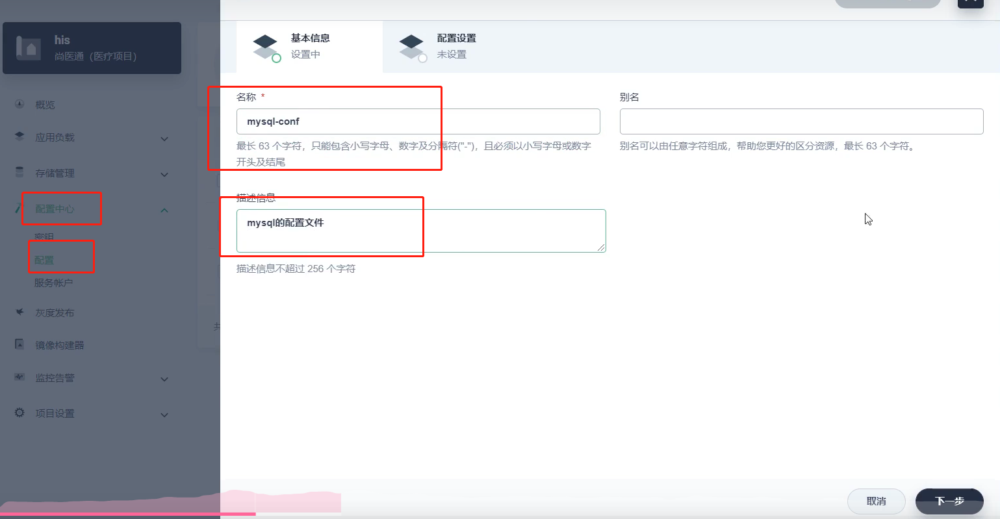 his
尚医通（医疗项目）
概览
应用负载
存储管理
配置中心
密钥
配置
服务帐户
灰度发布
镜像构建器
监控告警
项目设置
共
基本信息
设置中
配置设置
未设置
名称 *
mysql-conf
最长 63 个字符，只能包含小写字母、数字及分隔符("-")，且必须以小写字母或数字
开头及结尾
别名
别名可以由任意字符组成，帮助您更好的区分资源，最长 63 个字符。
描述信息
mysql的配置文件
描述信息不超过 256 个字符
取消
下一步